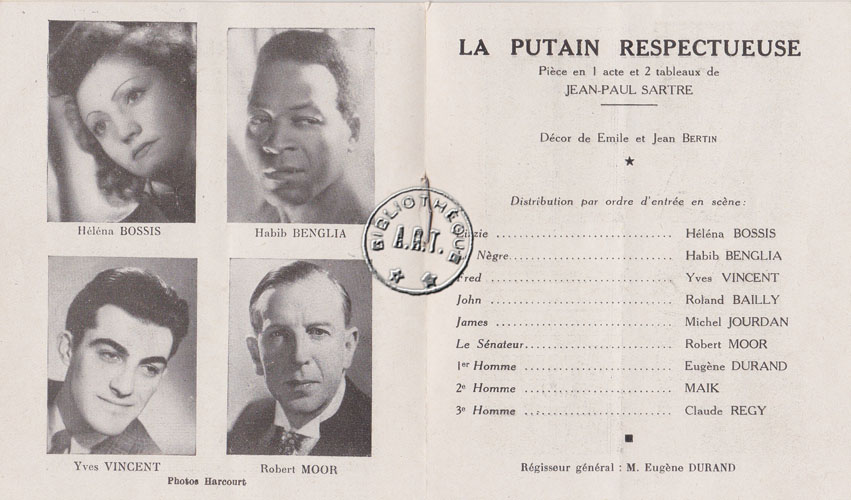 Héléna BOSSIS
Habib BENGLIA
Yves VINCENT
Robert MOOR
Photos Harcourt
BIBLIOTHÈQUE
A.R.T.
LA PUTAIN RESPECTUEUSE
Pièce en 1 acte et 2 tableaux de
JEAN-PAUL SARTRE
Décor de Emile et Jean BERTIN
Distribution par ordre d'entrée en scène :
Héléna BOSSIS
Nègre ........................ Habib BENGLIA
Fred ........................ Yves VINCENT
John ........................ Roland BAILLY
James ........................ Michel JOURDAN
Le Sénateur........................ Robert MOOR
1er Homme ........................ Eugène DURAND
2e Homme ........................ MAIK
3e Homme ........................ Claude REGY
Régisseur général : M. Eugène DURAND